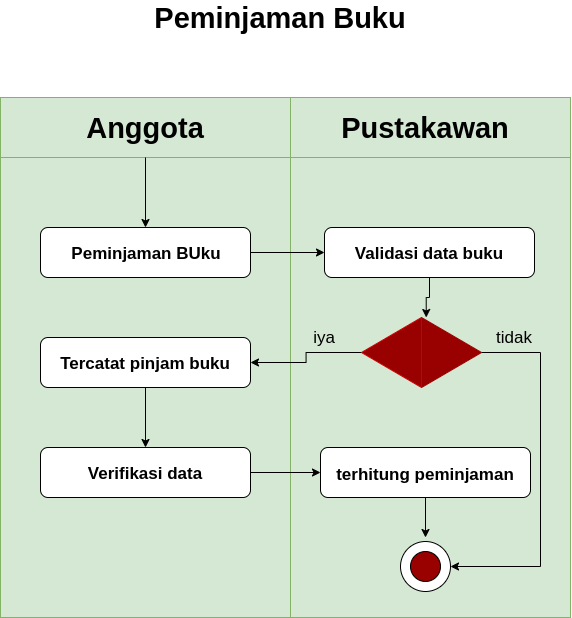 Peminjaman Buku
Anggota
Pustakawan
Peminjaman BUku
Validasi data buku
iya
tidak
Tercatat pinjam buku
Verifikasi data
terhitung peminjaman